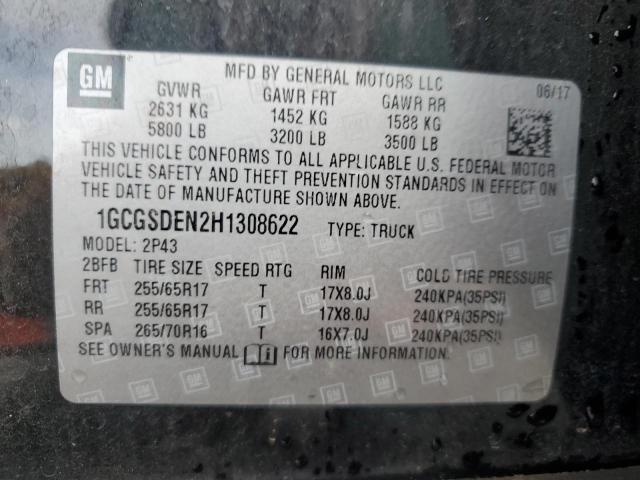 GM
MFD BY GENERAL MOTORS LLC
06/17
GVWR GAWR FRT GAWR RR
2631 KG 1452 KG 1588 KG
5800 LB 3200 LB 3500 LB
THIS VEHICLE CONFORMS TO ALL APPLICABLE U.S. FEDERAL MOTOR
VEHICLE SAFETY AND THEFT PREVENTION STANDARDS IN EFFECT ON
THE DATE OF MANUFACTURE SHOWN ABOVE.
1GCGSDEN2H1308622 TYPE: TRUCK
MODEL: 2P43
2BFB TIRE SIZE SPEED RTG RIM COLD TIRE PRESSURE
FRT 255/65R17 T 17X8.0J 240KPA(35PSI)
RR 255/65R17 T 17X8.0J 240KPA(35PSI)
SPA 265/70R16 T 16X7.0J 240KPA(35PSI)
SEE OWNER'S MANUAL FOR MORE INFORMATION.